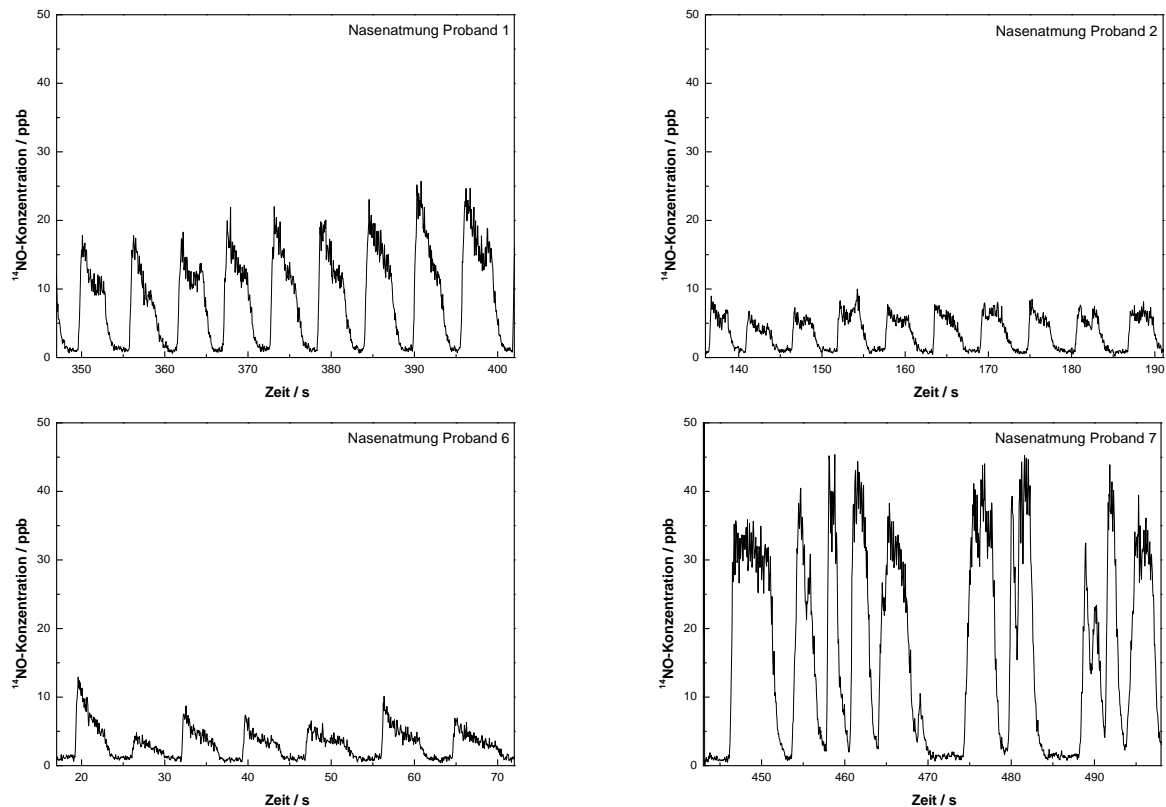 Nasenatmung Proband 1
50
40
30
20
10
0
¹⁴NO-Konzentration / ppb
350 360 370 380 390 400
Zeit / s
Nasenatmung Proband 2
50
40
30
20
10
0
¹⁴NO-Konzentration / ppb
140 150 160 170 180 190
Zeit / s
Nasenatmung Proband 6
50
40
30
20
10
0
¹⁴NO-Konzentration / ppb
20 30 40 50 60 70
Zeit / s
Nasenatmung Proband 7
50
40
30
20
10
0
¹⁴NO-Konzentration / ppb
450 460 470 480 490
Zeit / s